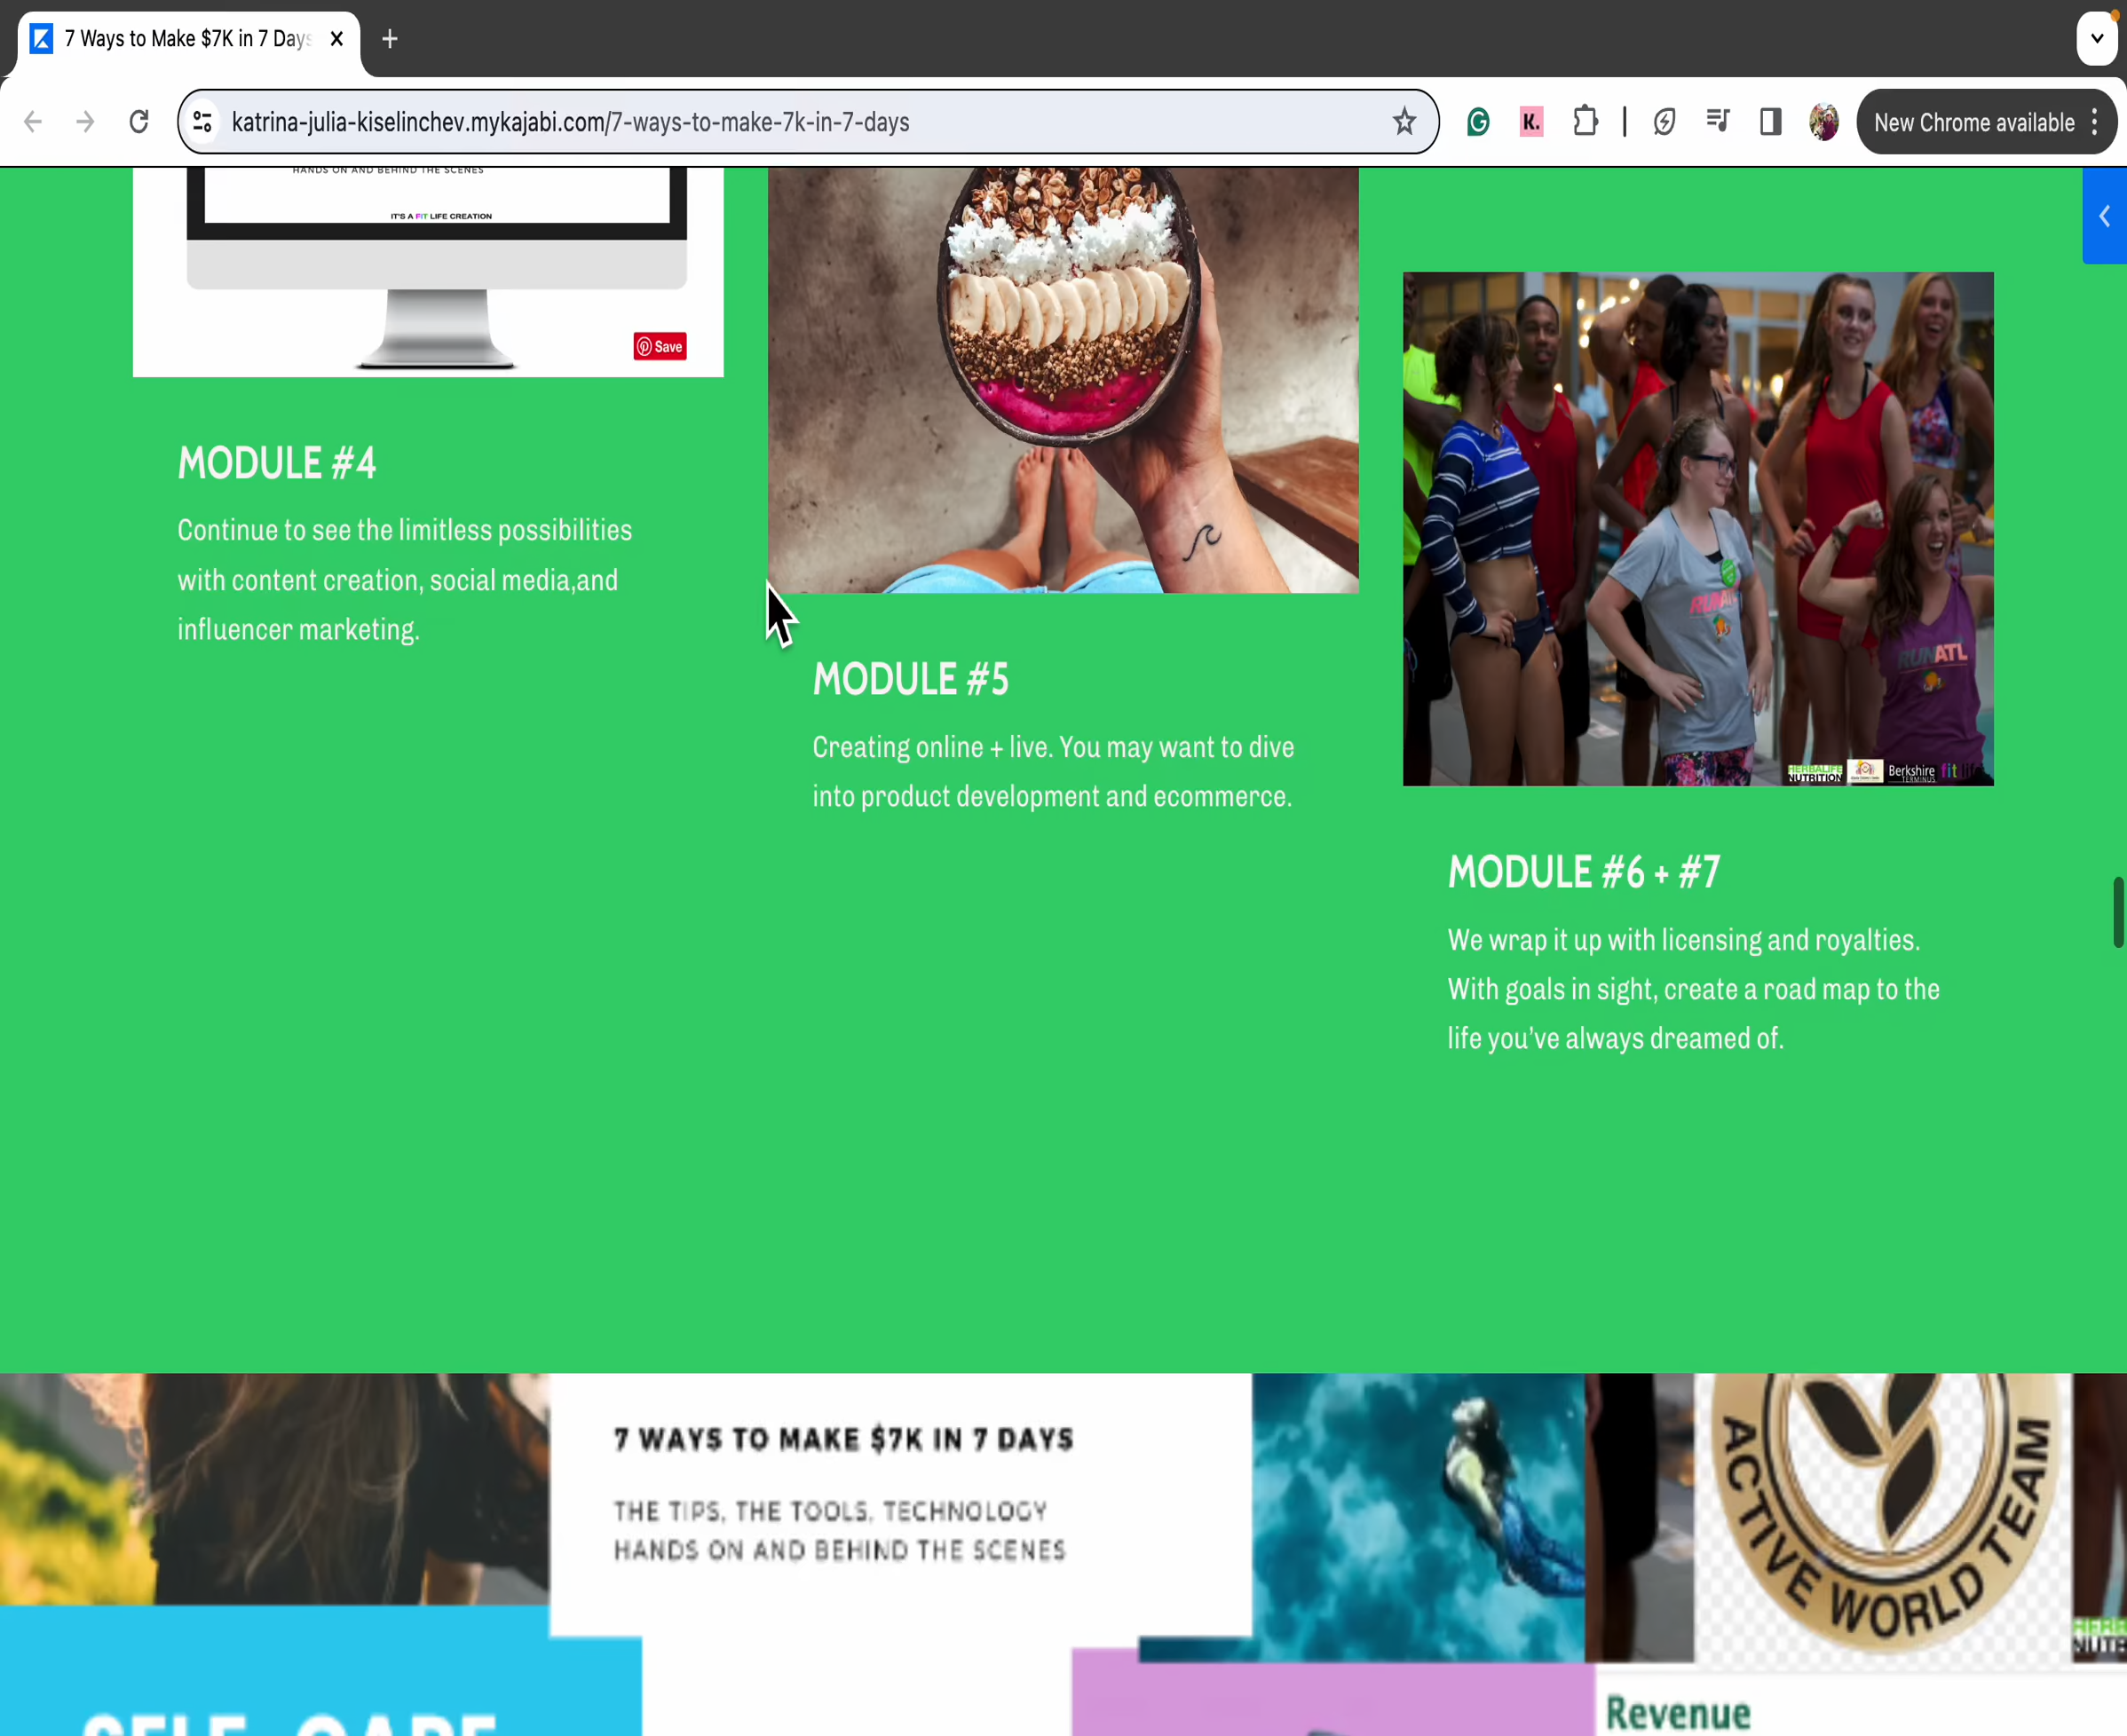 7 Ways to Make $7K in 7 Days
katrina-julia-kiselinchev.mykajabi.com/7-ways-to-make-7k-in-7-days
K.
New Chrome available
HANDS ON AND BEHIND THE SCENES
IT'S A FIT LIFE CREATION
Save
MODULE #4
Continue to see the limitless possibilities
with content creation, social media,and
influencer marketing.
MODULE #5
Creating online + live. You may want to dive
into product development and ecommerce.
RUNATL
RUNATL
HERBALIFE
NUTRITION
Berkshire
TERMINUS
fit life
MODULE #6 + #7
We wrap it up with licensing and royalties.
With goals in sight, create a road map to the
life you've always dreamed of.
7 WAYS TO MAKE $7K IN 7 DAYS
THE TIPS, THE TOOLS, TECHNOLOGY
HANDS ON AND BEHIND THE SCENES
ACTIVE WORLD TEAM
SELF-CARE
Revenue